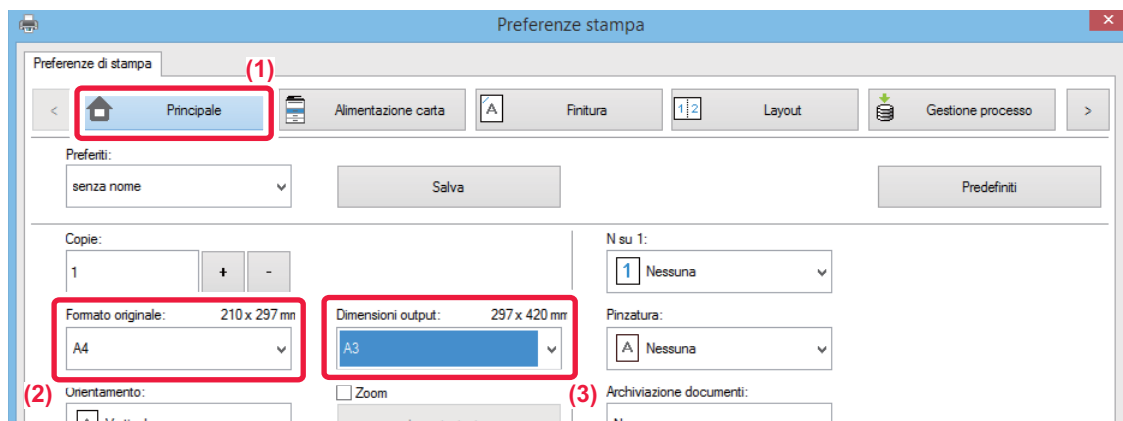 Preferenze stampa
Preferenze di stampa
(1)
< Principale Alimentazione carta Finitura Layout Gestione processo >
Preferiti:
senza nome Salva Predefiniti
Copie: N su 1:
1 + - 1 Nessuna
Formato originale: 210 x 297 mm Dimensioni output: 297 x 420 mm Pinzatura:
A4 A3 A Nessuna
(2) Orientamento: Zoom (3) Archiviazione documenti: